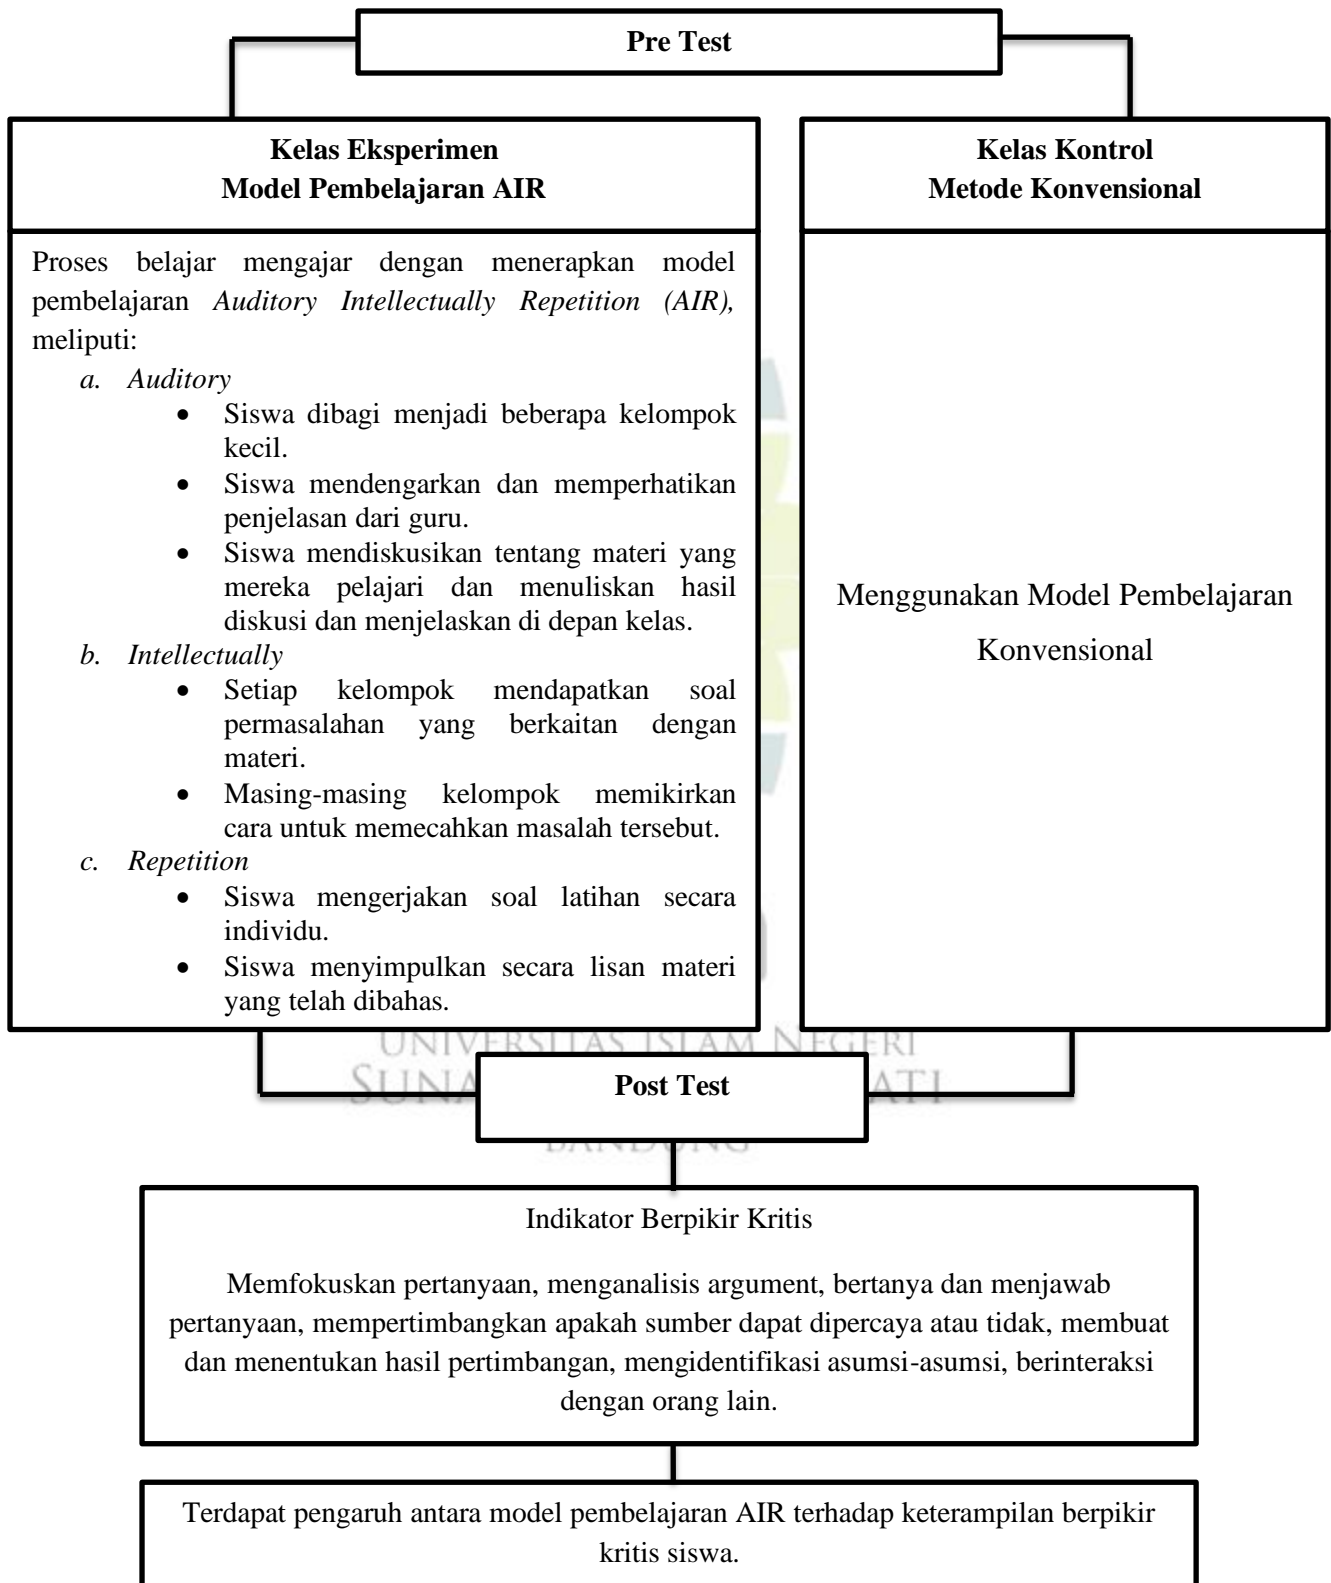 Pre Test
Kelas Eksperimen
Model Pembelajaran AIR
Kelas Kontrol
Metode Konvensional
Proses belajar mengajar dengan menerapkan model
pembelajaran Auditory Intellectually Repetition (AIR),
meliputi:
a. Auditory
• Siswa dibagi menjadi beberapa kelompok
kecil.
• Siswa mendengarkan dan memperhatikan
penjelasan dari guru.
• Siswa mendiskusikan tentang materi yang
mereka pelajari dan menuliskan hasil
diskusi dan menjelaskan di depan kelas.
b. Intellectually
• Setiap kelompok mendapatkan soal
permasalahan yang berkaitan dengan
materi.
• Masing-masing kelompok memikirkan
cara untuk memecahkan masalah tersebut.
c. Repetition
• Siswa mengerjakan soal latihan secara
individu.
• Siswa menyimpulkan secara lisan materi
yang telah dibahas.
Menggunakan Model Pembelajaran
Konvensional
UNIVERSITAS ISLAM NEGERI
BANDUNG
Post Test
Indikator Berpikir Kritis
Memfokuskan pertanyaan, menganalisis argument, bertanya dan menjawab
pertanyaan, mempertimbangkan apakah sumber dapat dipercaya atau tidak, membuat
dan menentukan hasil pertimbangan, mengidentifikasi asumsi-asumsi, berinteraksi
dengan orang lain.
Terdapat pengaruh antara model pembelajaran AIR terhadap keterampilan berpikir
kritis siswa.